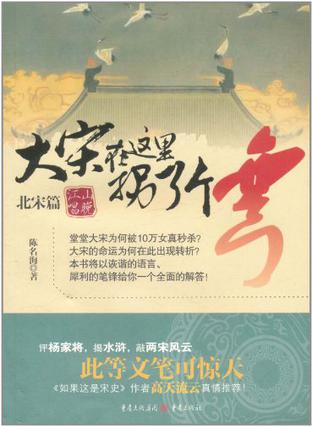 大宋在这里拐了个弯
北宋篇
江山
多娇
陈名海著
堂堂大宋为何被10万女真秒杀?
大宋的命运为何在此出现转折?
本书将以诙谐的语言、
犀利的笔锋给你一个全面的解答!
评杨家将,揭水浒,敲两宋风云
此等文笔可惊天
《如果这是宋史》作者高天流云真情推荐!
重庆出版集团 重庆出版社